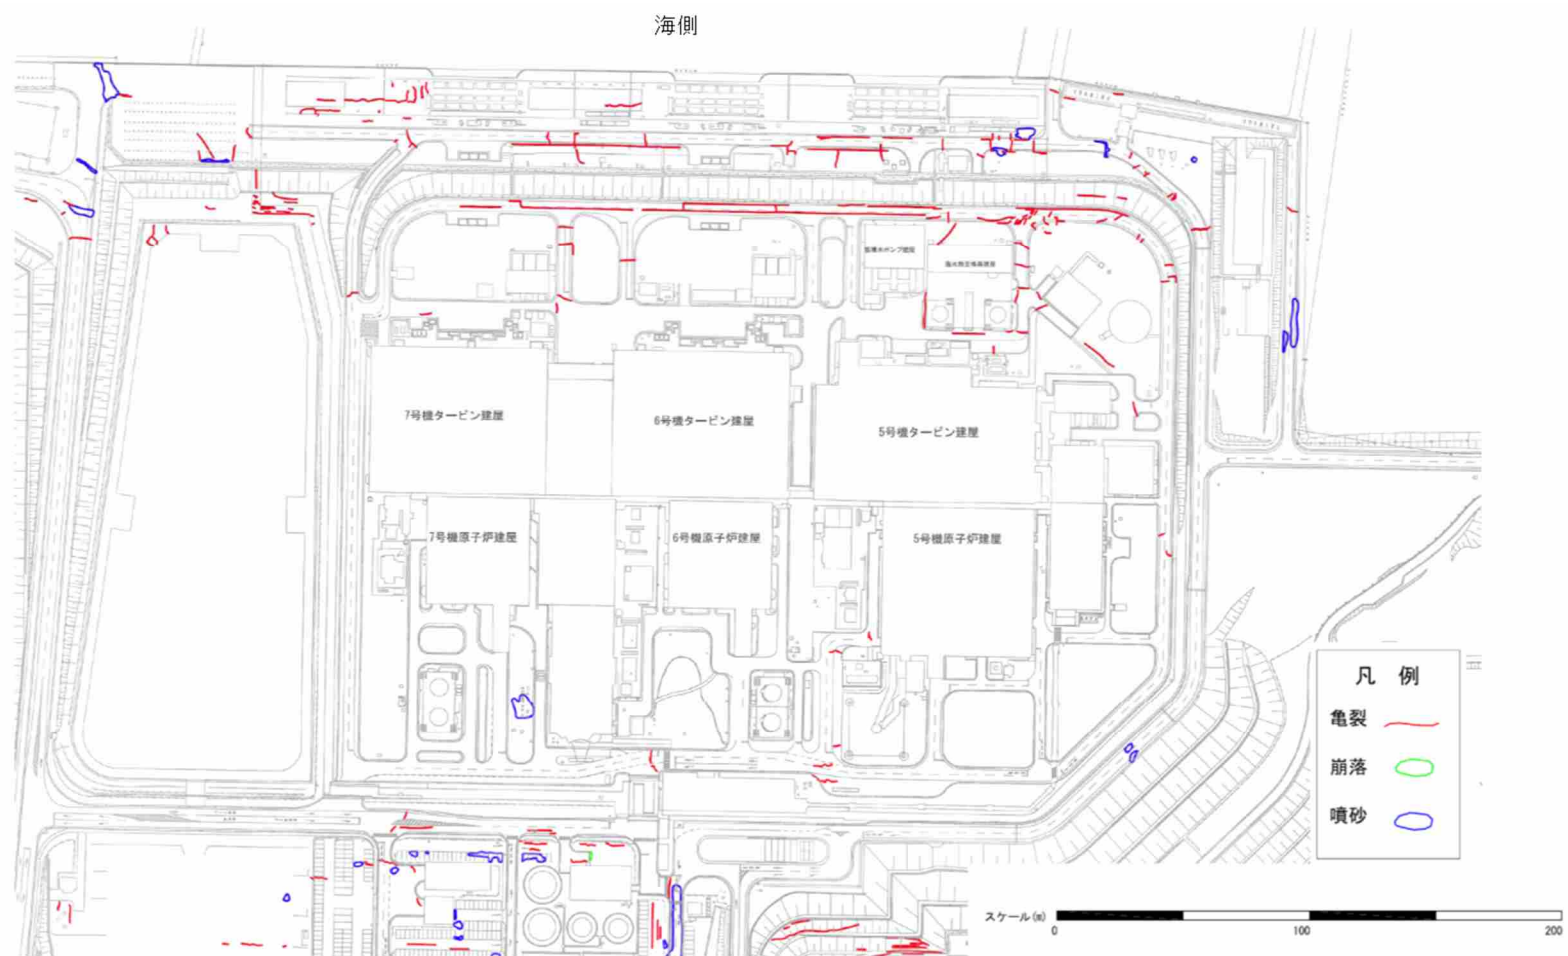 海側
7号機タービン建屋
6号機タービン建屋
5号機タービン建屋
7号機原子炉建屋
6号機原子炉建屋
5号機原子炉建屋
凡 例
亀裂
崩落
噴砂
スケール(m)
0
100
200